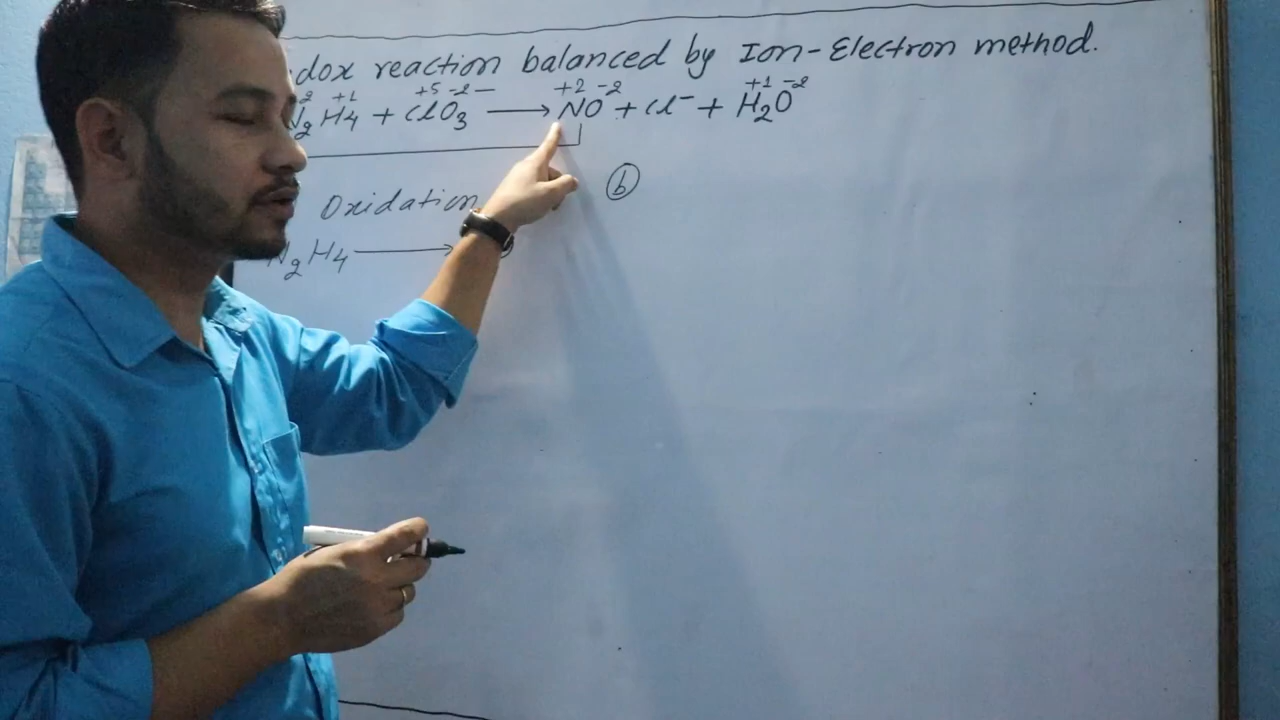 dox reaction balanced by Ion-Electron method.
2 +1 +5 -2 +2 -2 +1 -2
N2H4 + ClO3⁻ ⟶ NO + Cl⁻ + H2O
(b)
Oxidation
N2H4 ⟶